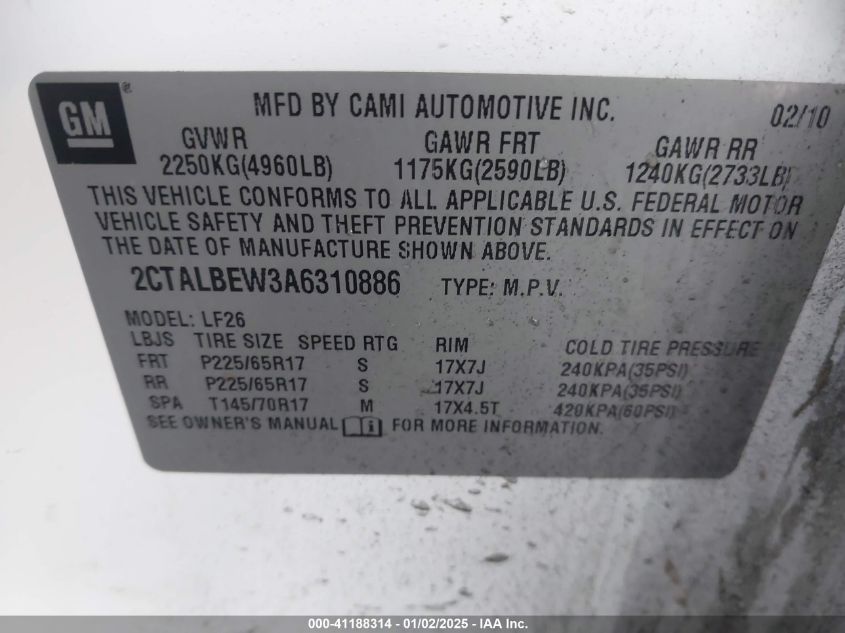 GM®
MFD BY CAMI AUTOMOTIVE INC. 02/10
GVWR GAWR FRT GAWR RR
2250KG(4960LB) 1175KG(2590LB) 1240KG(2733LB)
THIS VEHICLE CONFORMS TO ALL APPLICABLE U.S. FEDERAL MOTOR
VEHICLE SAFETY AND THEFT PREVENTION STANDARDS IN EFFECT ON
THE DATE OF MANUFACTURE SHOWN ABOVE.
2CTALBEW3A6310886 TYPE: M.P.V.
MODEL: LF26
LBJS TIRE SIZE SPEED RTG RIM COLD TIRE PRESSURE
FRT P225/65R17 S 17X7J 240KPA(35PSI)
RR P225/65R17 S 17X7J 240KPA(35PSI)
SPA T145/70R17 M 17X4.5T 420KPA(60PSI)
SEE OWNER'S MANUAL i FOR MORE INFORMATION.
000-41188314 - 01/02/2025 - IAA Inc.